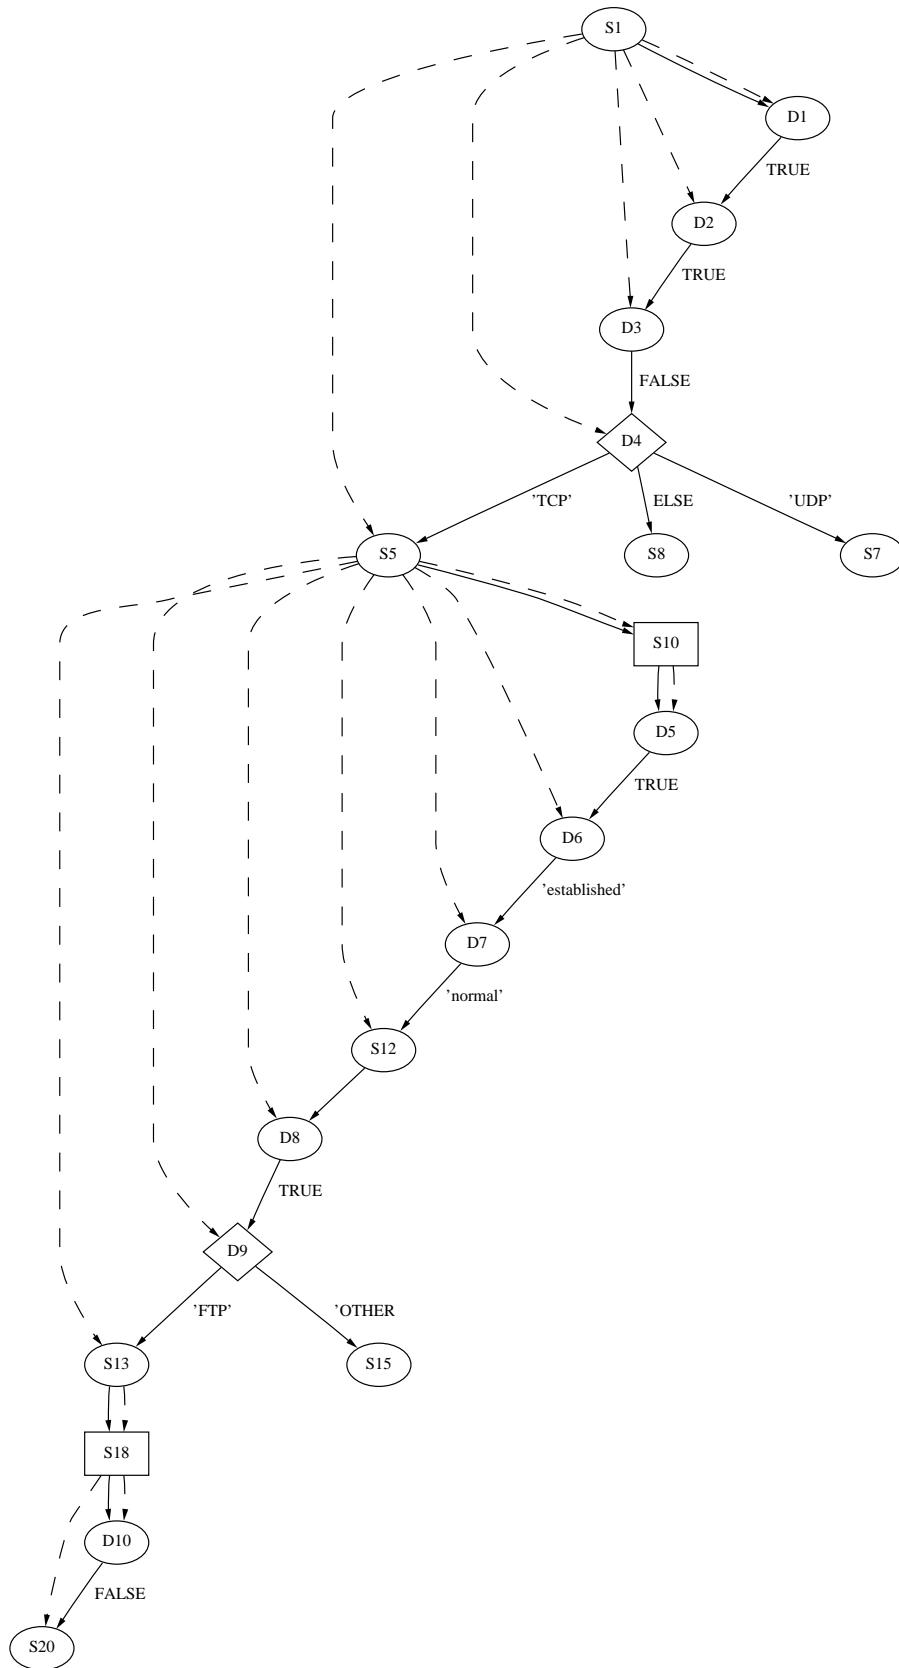 S1
D1
TRUE
D2
TRUE
D3
FALSE
D4
’TCP’
ELSE
’UDP’
S5
S8
S7
S10
D5
TRUE
D6
’established’
D7
’normal’
S12
D8
TRUE
D9
’FTP’
’OTHER
S13
S15
S18
D10
FALSE
S20